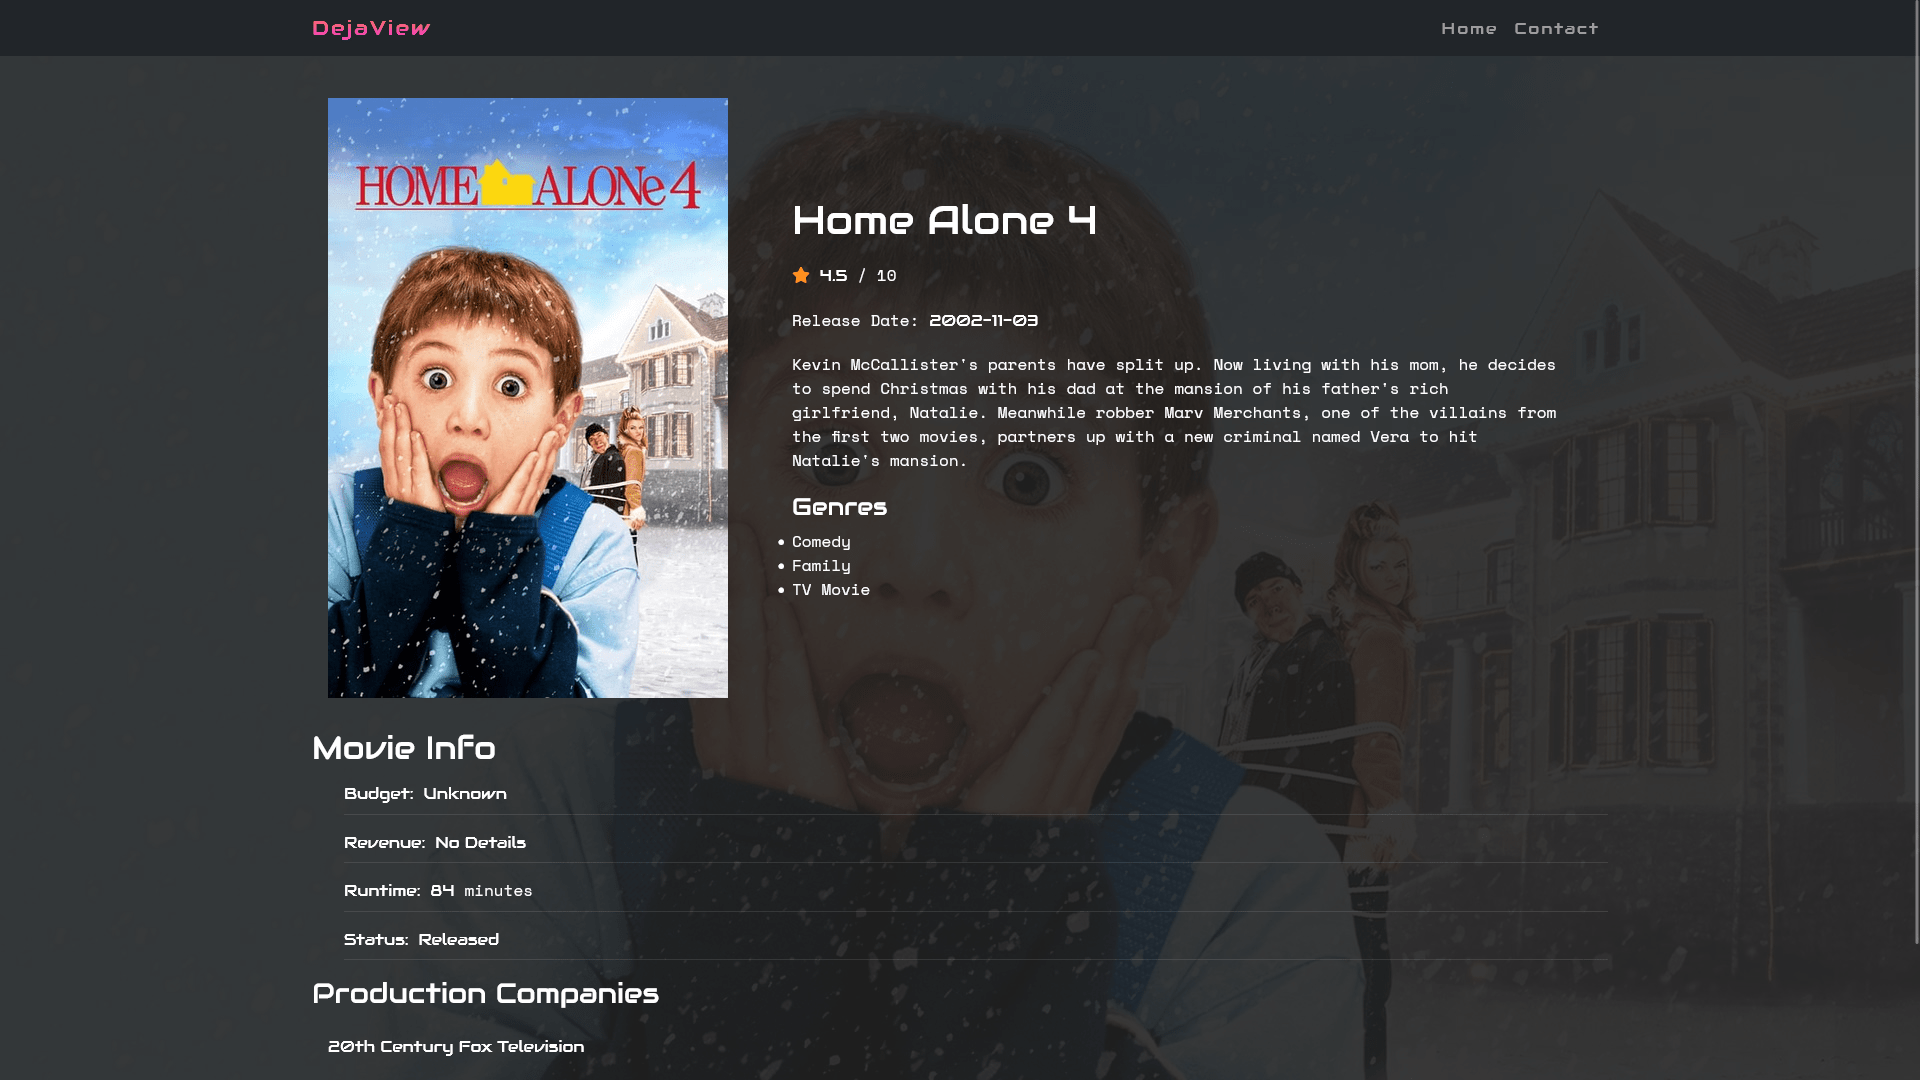 DejaView
Home Contact
HOME ALONe 4
Home Alone 4
4.5 / 10
Release Date: 2002-11-03
Kevin McCallister's parents have split up. Now living with his mom, he decides
to spend Christmas with his dad at the mansion of his father's rich
girlfriend, Natalie. Meanwhile robber Marv Merchants, one of the villains from
the first two movies, partners up with a new criminal named Vera to hit
Natalie's mansion.
Genres
Comedy
Family
TV Movie
Movie Info
Budget: Unknown
Revenue: No Details
Runtime: 84 minutes
Status: Released
Production Companies
20th Century Fox Television